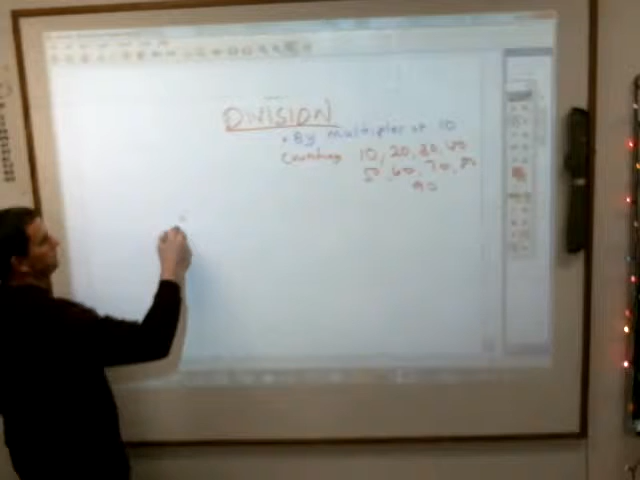 DIVISION
• By multiples of 10
Counting 10, 20, 30, 40
50, 60, 70, 80
90